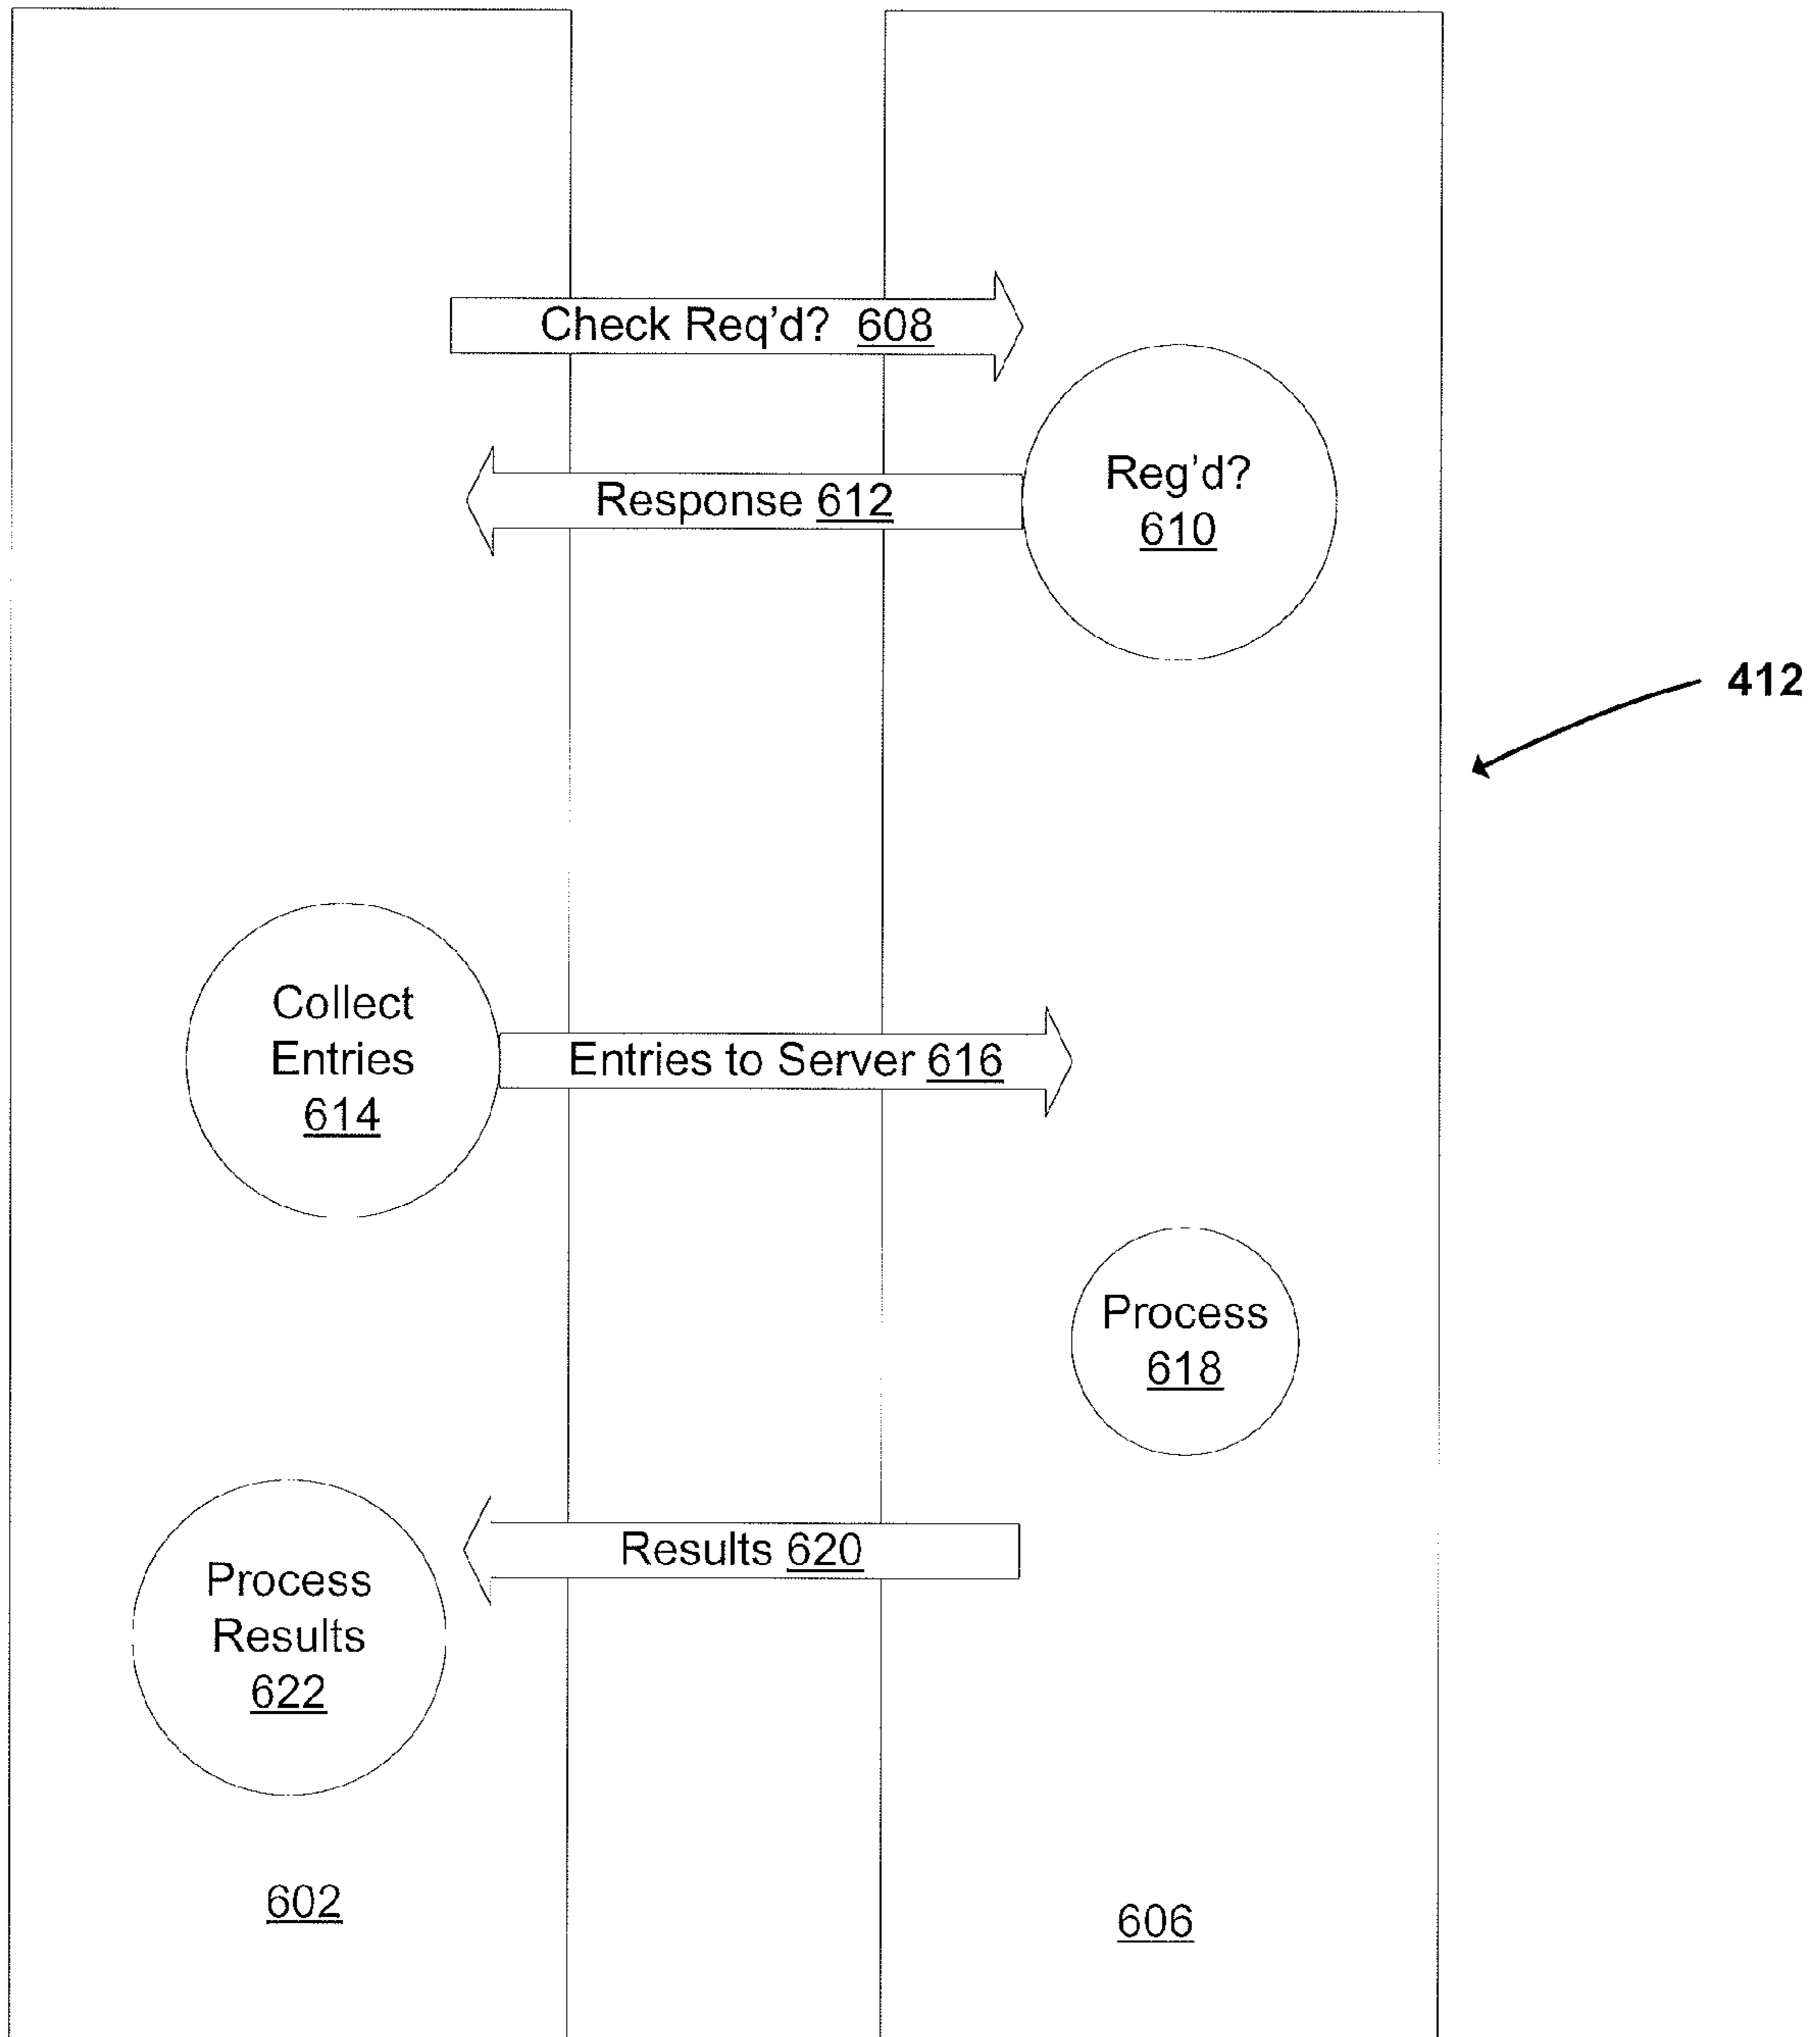 Check Req'd? 608
Response 612
Reg'd?
610
412
Collect
Entries
614
Entries to Server 616
Process
618
Results 620
Process
Results
622
602
606